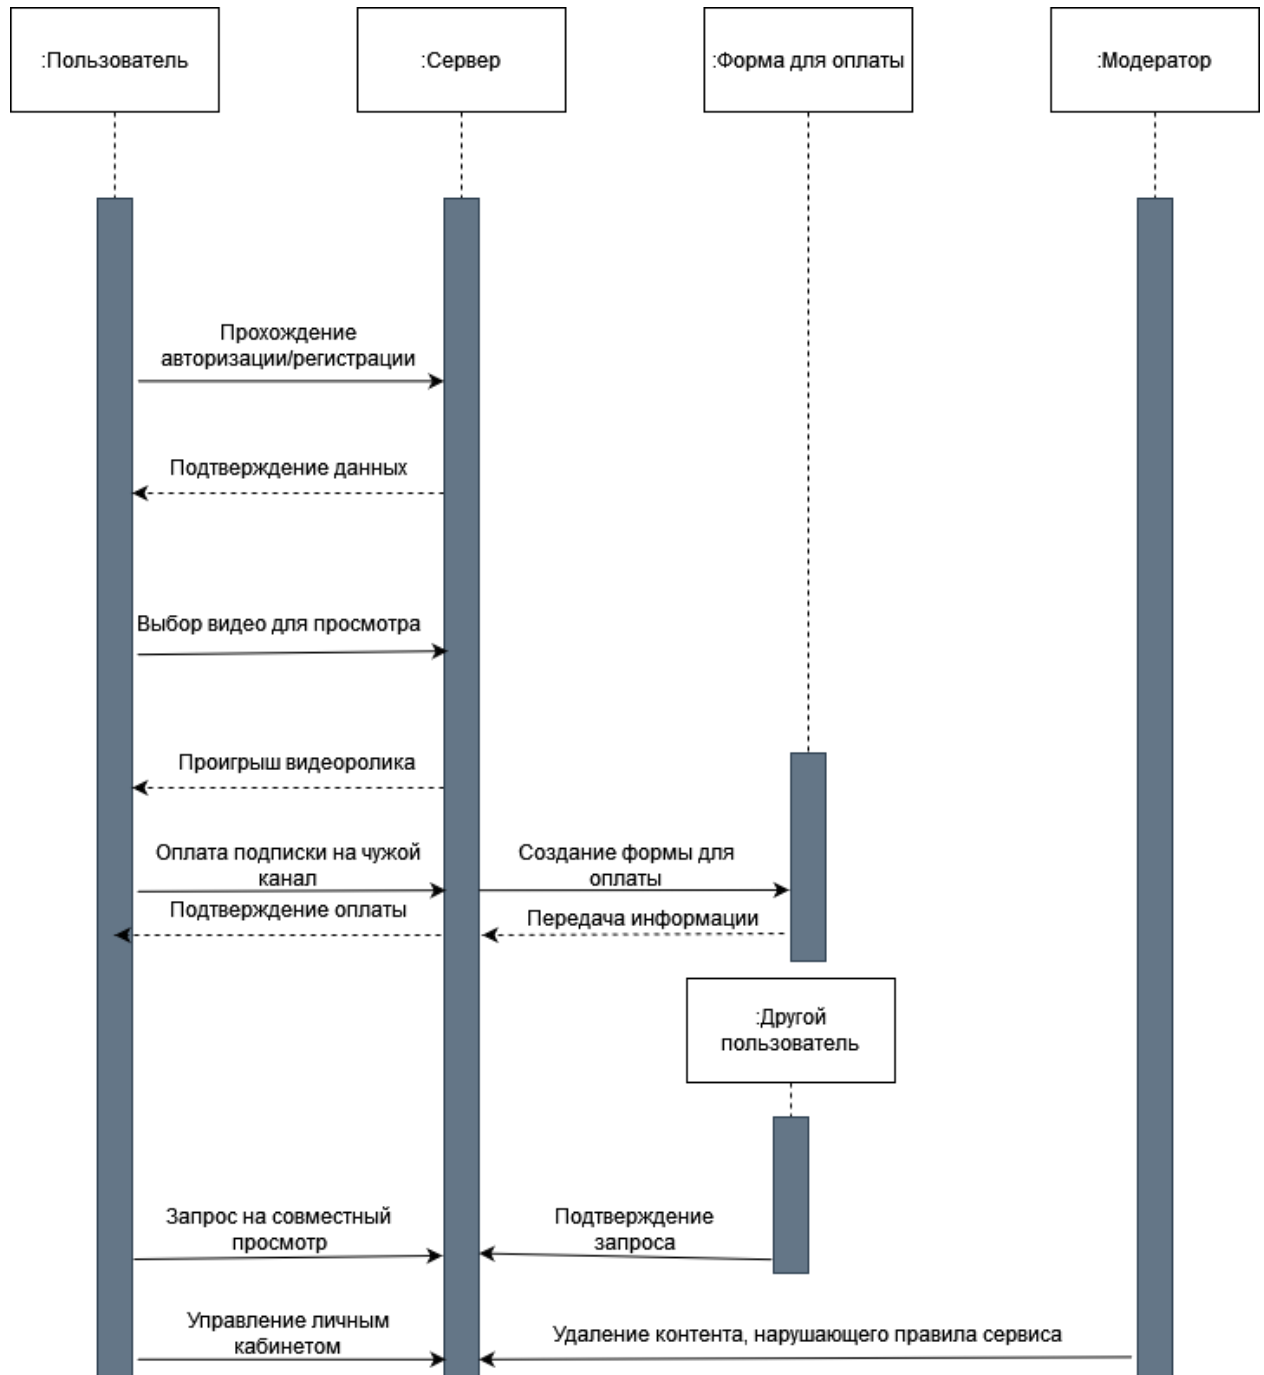 :Пользователь
:Сервер
:Форма для оплаты
:Модератор
Прохождение
авторизации/регистрации
Подтверждение данных
Выбор видео для просмотра
Проигрыш видеоролика
Оплата подписки на чужой
канал
Создание формы для
оплаты
Подтверждение оплаты
Передача информации
:Другой
пользователь
Запрос на совместный
просмотр
Подтверждение
запроса
Управление личным
кабинетом
Удаление контента, нарушающего правила сервиса